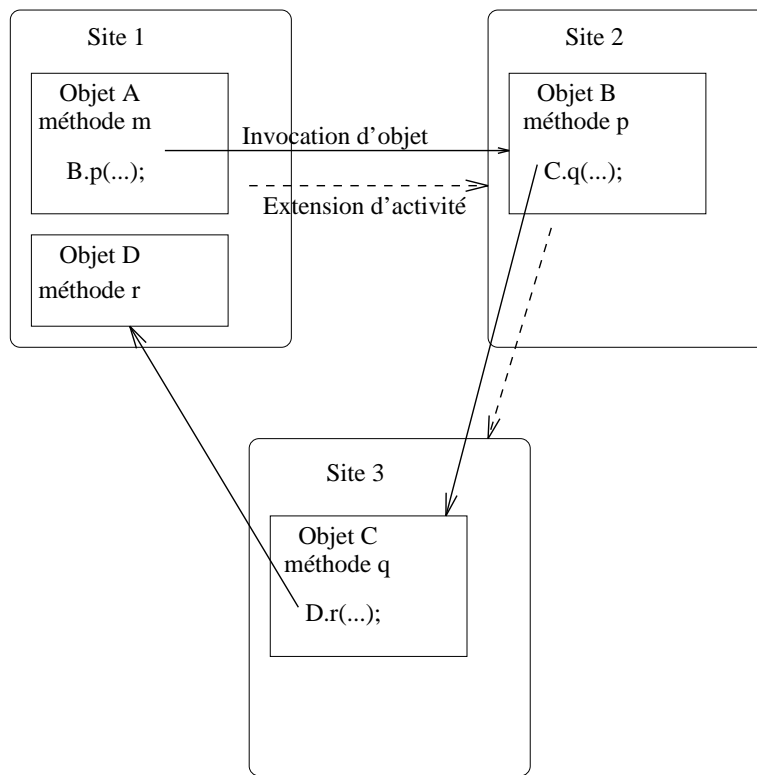 Site 1
Objet A
méthode m
B.p(...);
Objet D
méthode r
Invocation d'objet
Extension d'activité
Site 2
Objet B
méthode p
C.q(...);
Site 3
Objet C
méthode q
D.r(...);